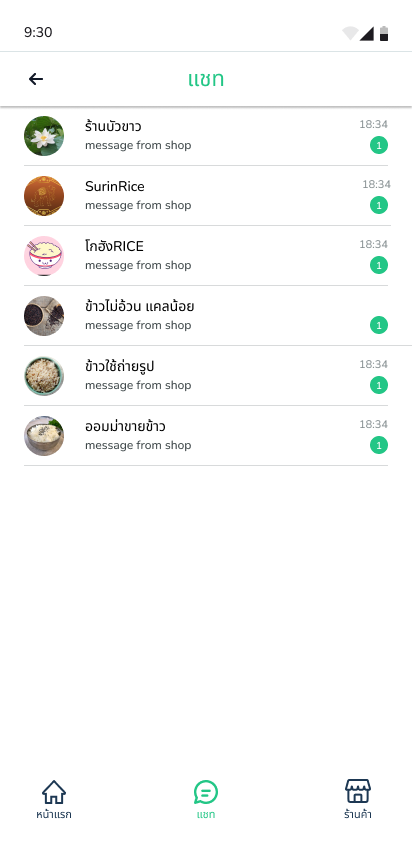 9:30
แชท
ร้านบัวขาว 18:34
message from shop 1
SurinRice 18:34
message from shop 1
โกฮังRICE 18:34
message from shop 1
ข้าวไม่อ้วน แคลน้อย
message from shop 1
ข้าวใช้ถ่ายรูป 18:34
message from shop 1
ออมม่าขายข้าว 18:34
message from shop 1
หน้าแรก แชท ร้านค้า